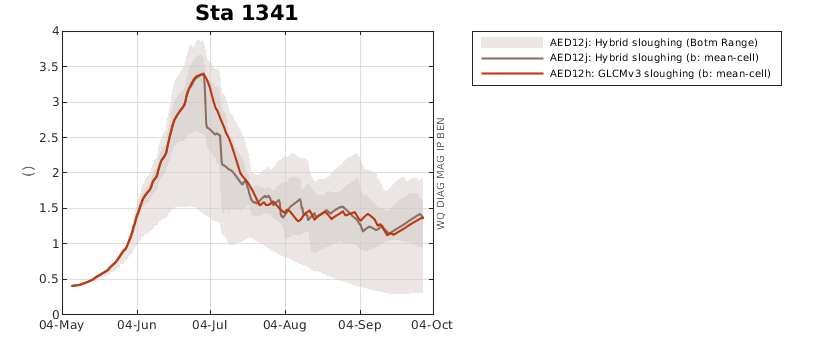 Sta 1341
4
3.5
3
2.5
2
1.5
1
0.5
0
()
04-May 04-Jun 04-Jul 04-Aug 04-Sep 04-Oct
WQ DIAG MAG IP BEN
AED12j: Hybrid sloughing (Botm Range)
AED12j: Hybrid sloughing (b: mean-cell)
AED12h: GLCMv3 sloughing (b: mean-cell)